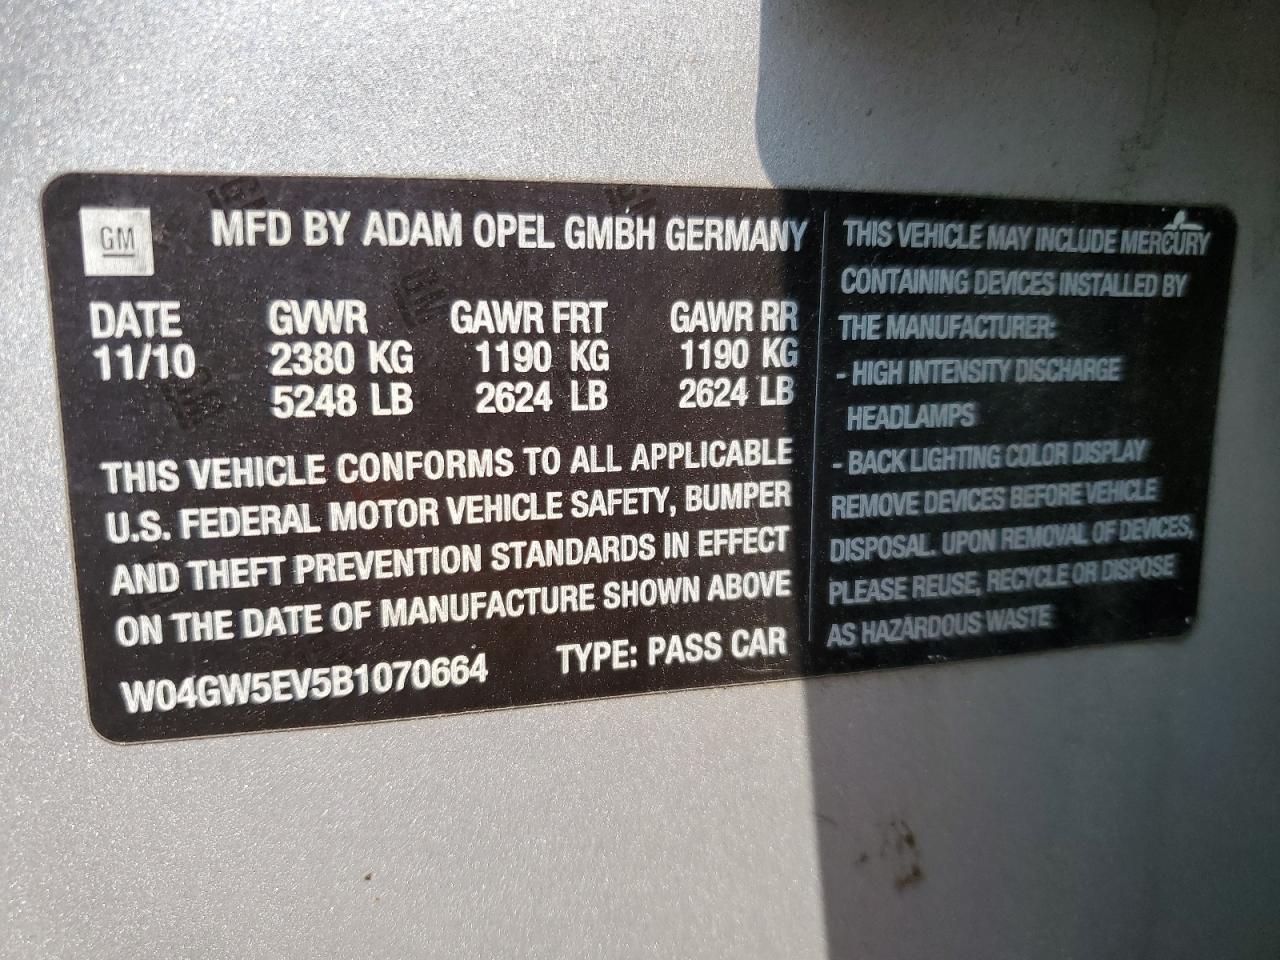 GM
MFD BY ADAM OPEL GMBH GERMANY
DATE GVWR GAWR FRT GAWR RR
11/10 2380 KG 1190 KG 1190 KG
5248 LB 2624 LB 2624 LB
THIS VEHICLE CONFORMS TO ALL APPLICABLE
U.S. FEDERAL MOTOR VEHICLE SAFETY, BUMPER
AND THEFT PREVENTION STANDARDS IN EFFECT
ON THE DATE OF MANUFACTURE SHOWN ABOVE
W04GW5EV5B1070664 TYPE: PASS CAR
THIS VEHICLE MAY INCLUDE MERCURY
CONTAINING DEVICES INSTALLED BY
THE MANUFACTURER:
- HIGH INTENSITY DISCHARGE
HEADLAMPS
- BACK LIGHTING COLOR DISPLAY
REMOVE DEVICES BEFORE VEHICLE
DISPOSAL. UPON REMOVAL OF DEVICES,
PLEASE REUSE, RECYCLE OR DISPOSE
AS HAZARDOUS WASTE